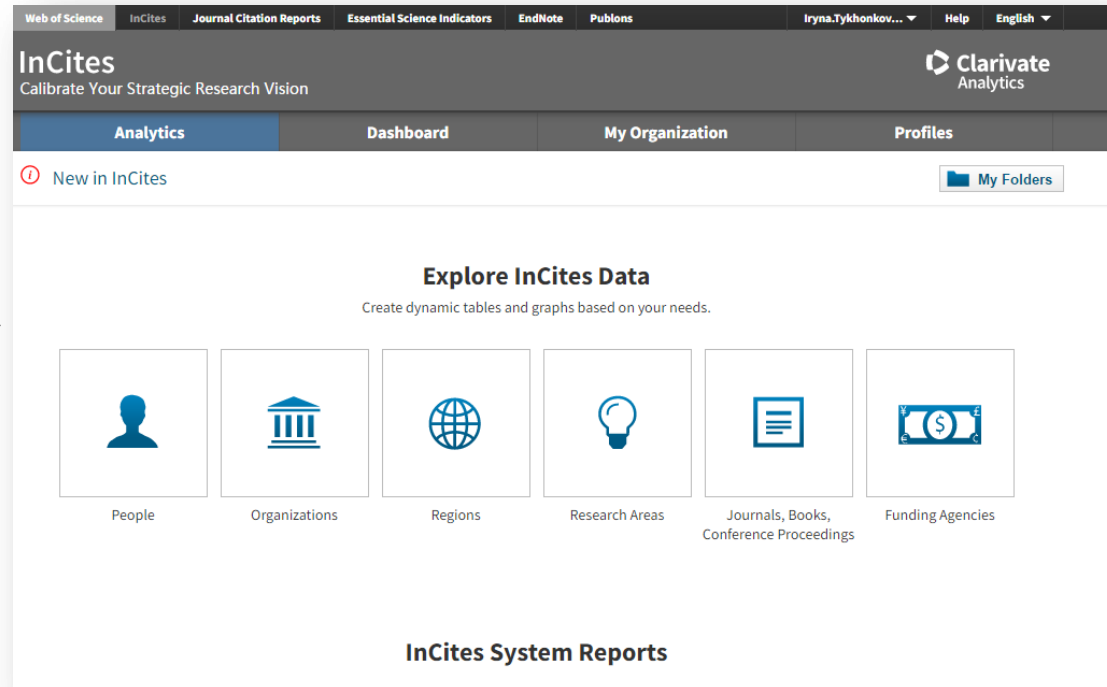 Web of Science InCites Journal Citation Reports Essential Science Indicators EndNote Publons Iryna.Tykhonkov... Help English
InCites
Calibrate Your Strategic Research Vision
Clarivate
Analytics
Analytics Dashboard My Organization Profiles
New in InCites
My Folders
Explore InCites Data
Create dynamic tables and graphs based on your needs.
People Organizations Regions Research Areas Journals, Books, Funding Agencies
Conference Proceedings
InCites System Reports